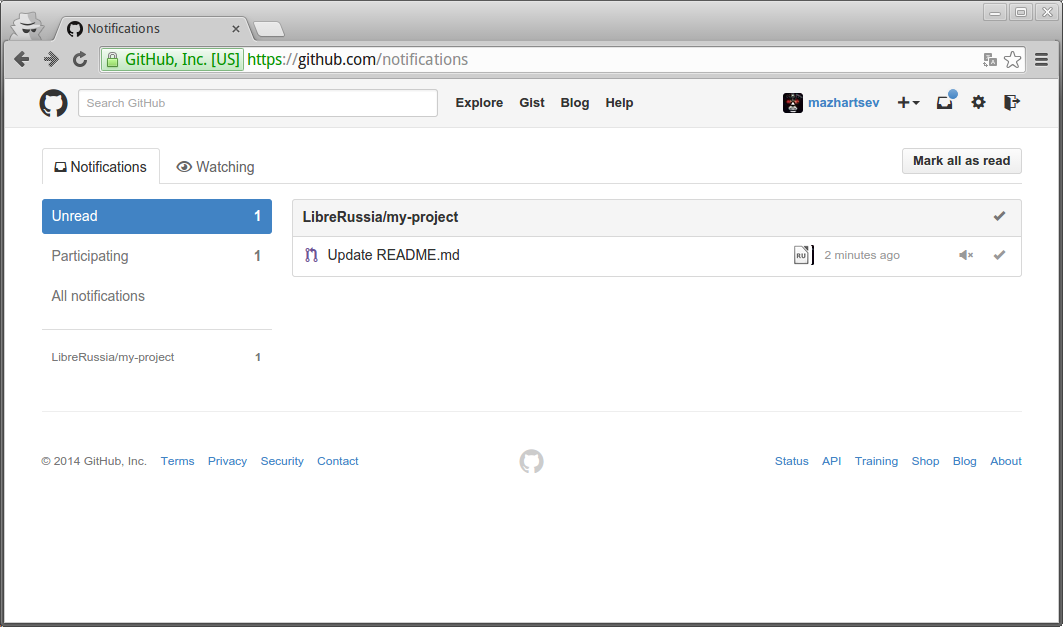 Notifications
GitHub, Inc. [US] https://github.com/notifications
Search GitHub Explore Gist Blog Help mazhartsev
Notifications Watching Mark all as read
Unread 1
Participating 1
All notifications
LibreRussia/my-project 1
LibreRussia/my-project
Update README.md RU 2 minutes ago
© 2014 GitHub, Inc. Terms Privacy Security Contact Status API Training Shop Blog About